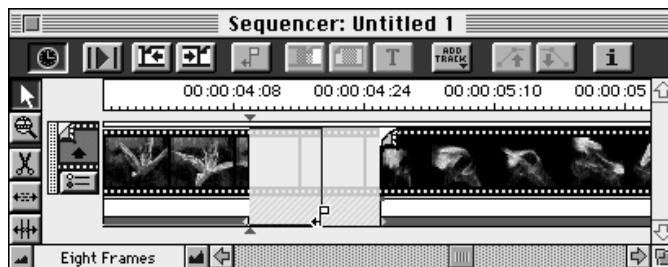 Sequencer: Untitled 1
T
ADD TRACK
i
00:00:04:08 00:00:04:24 00:00:05:10 00:00:05
Eight Frames